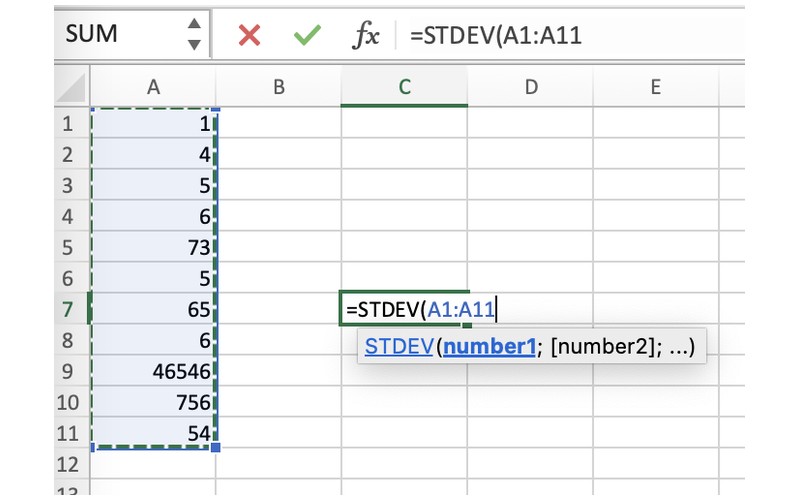 SUM fx =STDEV(A1:A11
A B C D E
1 1
2 4
3 5
4 6
5 73
6 5
7 65 =STDEV(A1:A11
8 6 STDEV(number1; [number2]; ...)
9 46546
10 756
11 54
12
13